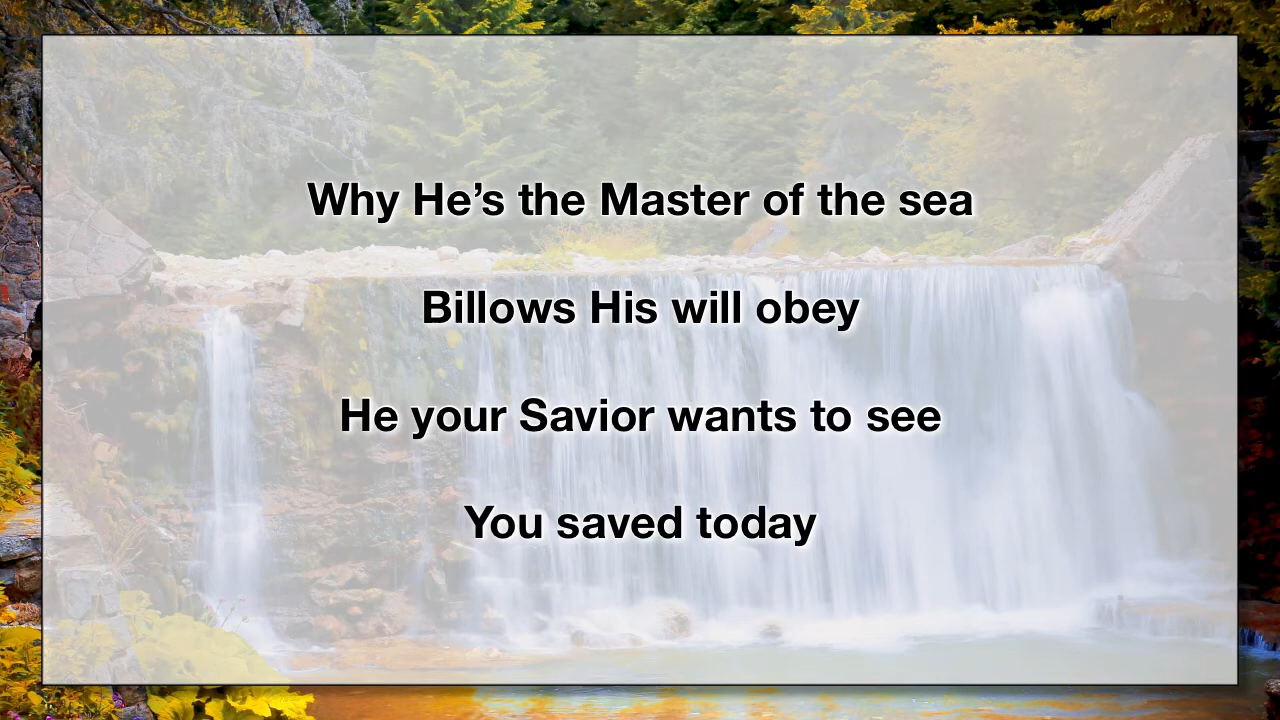 Why He’s the Master of the sea
Billows His will obey
He your Savior wants to see
You saved today